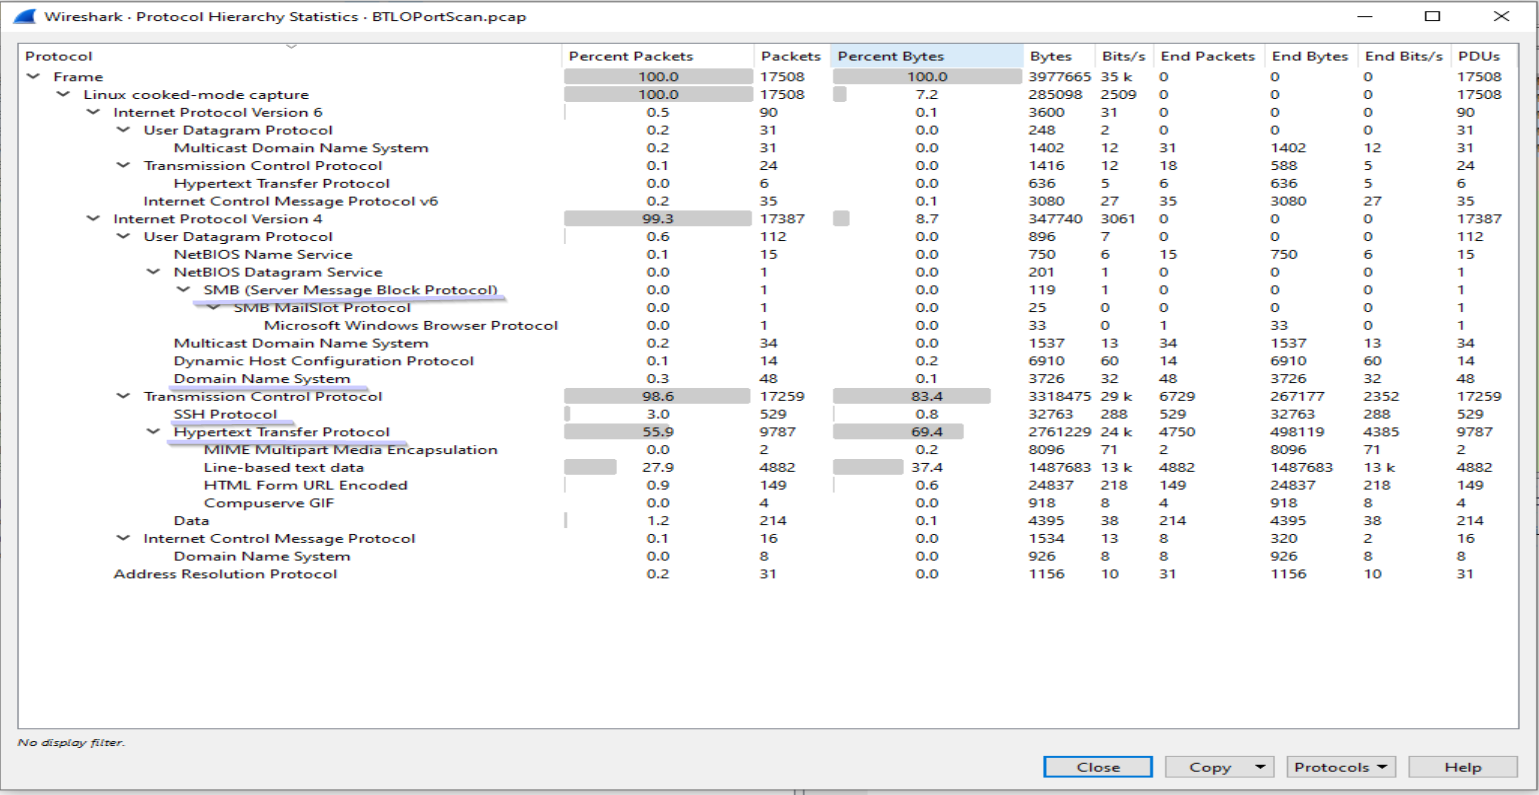 Wireshark · Protocol Hierarchy Statistics · BTLOPortScan.pcap
Protocol Percent Packets Packets Percent Bytes Bytes Bits/s End Packets End Bytes End Bits/s PDUs
Frame 100.0 17508 100.0 3977665 35 k 0 0 0 17508
Linux cooked-mode capture 100.0 17508 7.2 285098 2509 0 0 0 17508
Internet Protocol Version 6 0.5 90 0.1 3600 31 0 0 0 90
User Datagram Protocol 0.2 31 0.0 248 2 0 0 0 31
Multicast Domain Name System 0.2 31 0.0 1402 12 31 1402 12 31
Transmission Control Protocol 0.1 24 0.0 1416 12 18 588 5 24
Hypertext Transfer Protocol 0.0 6 0.0 636 5 6 636 5 6
Internet Control Message Protocol v6 0.2 35 0.1 3080 27 35 3080 27 35
Internet Protocol Version 4 99.3 17387 8.7 347740 3061 0 0 0 17387
User Datagram Protocol 0.6 112 0.0 896 7 0 0 0 112
NetBIOS Name Service 0.1 15 0.0 750 6 15 750 6 15
NetBIOS Datagram Service 0.0 1 0.0 201 1 0 0 0 1
SMB (Server Message Block Protocol) 0.0 1 0.0 119 1 0 0 0 1
SMB MailSlot Protocol 0.0 1 0.0 25 0 0 0 0 1
Microsoft Windows Browser Protocol 0.0 1 0.0 33 0 1 33 0 1
Multicast Domain Name System 0.2 34 0.0 1537 13 34 1537 13 34
Dynamic Host Configuration Protocol 0.1 14 0.2 6910 60 14 6910 60 14
Domain Name System 0.3 48 0.1 3726 32 48 3726 32 48
Transmission Control Protocol 98.6 17259 83.4 3318475 29 k 6729 267177 2352 17259
SSH Protocol 3.0 529 0.8 32763 288 529 32763 288 529
Hypertext Transfer Protocol 55.9 9787 69.4 2761229 24 k 4750 498119 4385 9787
MIME Multipart Media Encapsulation 0.0 2 0.2 8096 71 2 8096 71 2
Line-based text data 27.9 4882 37.4 1487683 13 k 4882 1487683 13 k 4882
HTML Form URL Encoded 0.9 149 0.6 24837 218 149 24837 218 149
Compuserve GIF 0.0 4 0.0 918 8 4 918 8 4
Data 1.2 214 0.1 4395 38 214 4395 38 214
Internet Control Message Protocol 0.1 16 0.0 1534 13 8 320 2 16
Domain Name System 0.0 8 0.0 926 8 8 926 8 8
Address Resolution Protocol 0.2 31 0.0 1156 10 31 1156 10 31
No display filter.
Close Copy Protocols Help